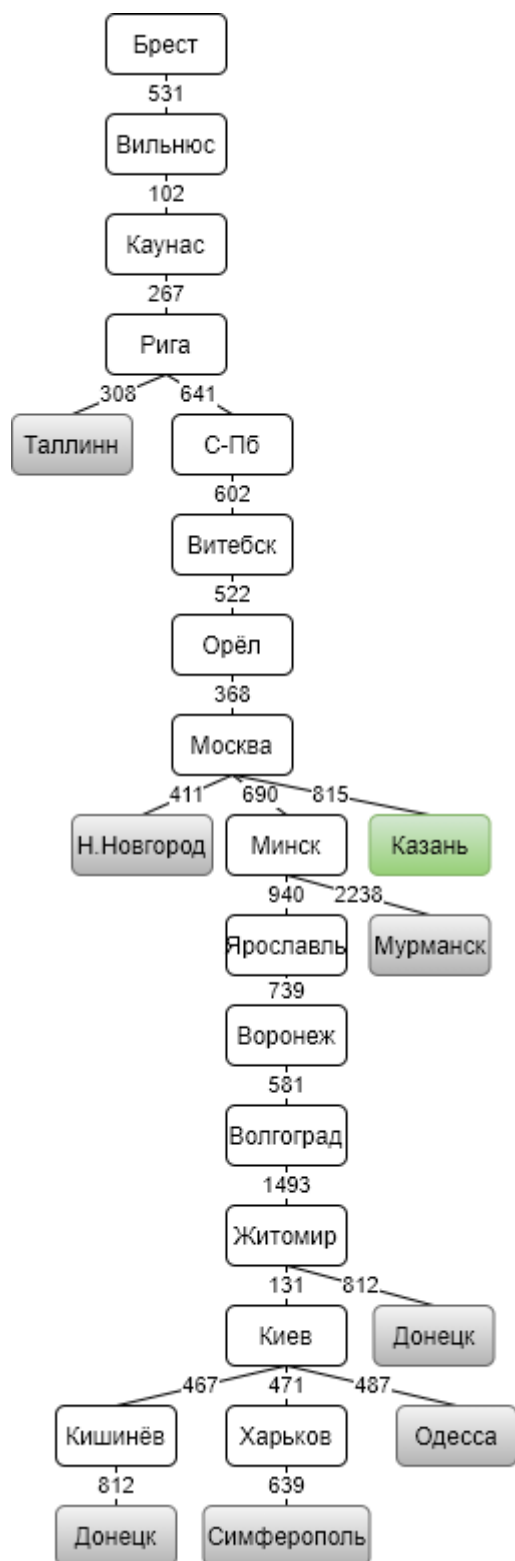 Брест
531
Вильнюс
102
Каунас
267
Рига
308 641
Таллинн С-Пб
602
Витебск
522
Орёл
368
Москва
411 690 815
Н.Новгород Минск Казань
940 2238
Ярославль Мурманск
739
Воронеж
581
Волгоград
1493
Житомир
131 812
Киев Донецк
467 471 487
Кишинёв Харьков Одесса
812 639
Донецк Симферополь